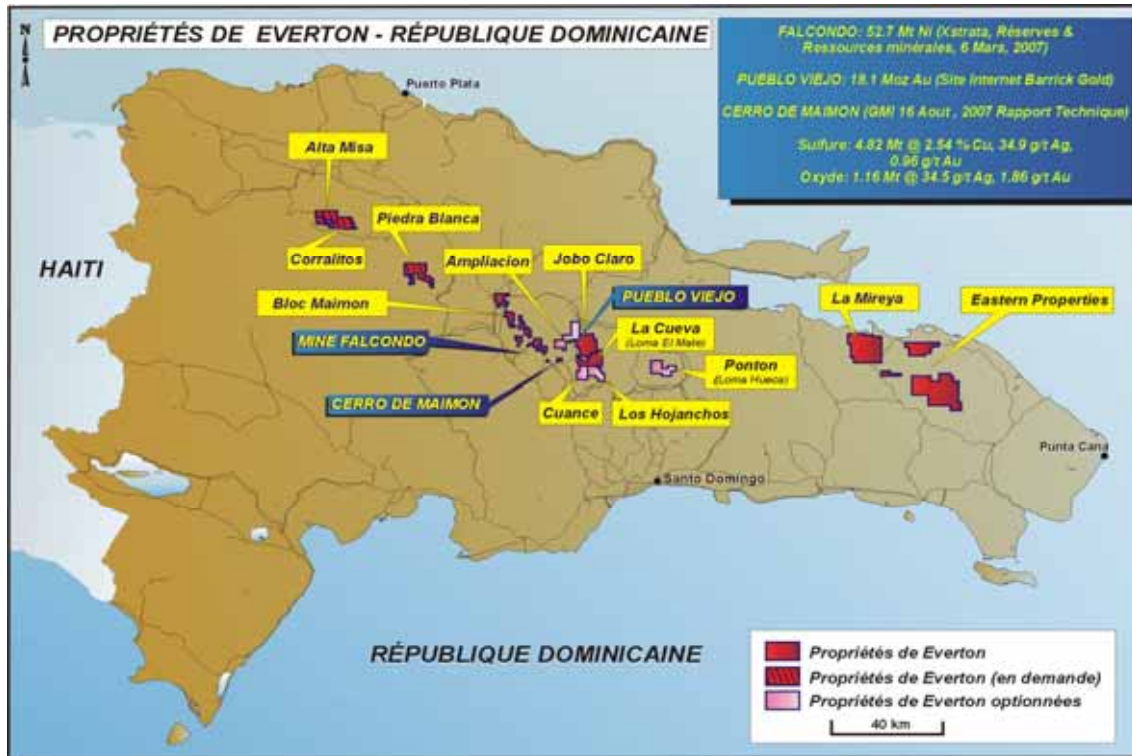 PROPRIÉTÉS DE EVERTON - RÉPUBLIQUE DOMINICAINE
N
FALCONDO: 52.7 Mt Ni (Xstrata, Réserves &
Ressources minérales, 6 Mars, 2007)
PUEBLO VIEJO: 18.1 Moz Au (Site Internet Barrick Gold)
CERRO DE MAIMON (GMI 16 Aout , 2007 Rapport Technique)
Sulfure: 4.82 Mt @ 2.54 % Cu, 34.9 g/t Ag,
0.96 g/t Au
Oxyde: 1.16 Mt @ 34.5 g/t Ag, 1.86 g/t Au
Puerto Plata
Alta Misa
Piedra Blanca
Corralitos
Ampliacion
Jobo Claro
HAITI
Bloc Maimon
PUEBLO VIEJO
La Mireya
Eastern Properties
MINE FALCONDO
La Cueva
(Loma El Mate)
Ponton
(Loma Hueca)
CERRO DE MAIMON
Cuance
Los Hojanchos
Punta Cana
Santo Domingo
RÉPUBLIQUE DOMINICAINE
Propriétés de Everton
Propriétés de Everton (en demande)
Propriétés de Everton optionnées
40 km